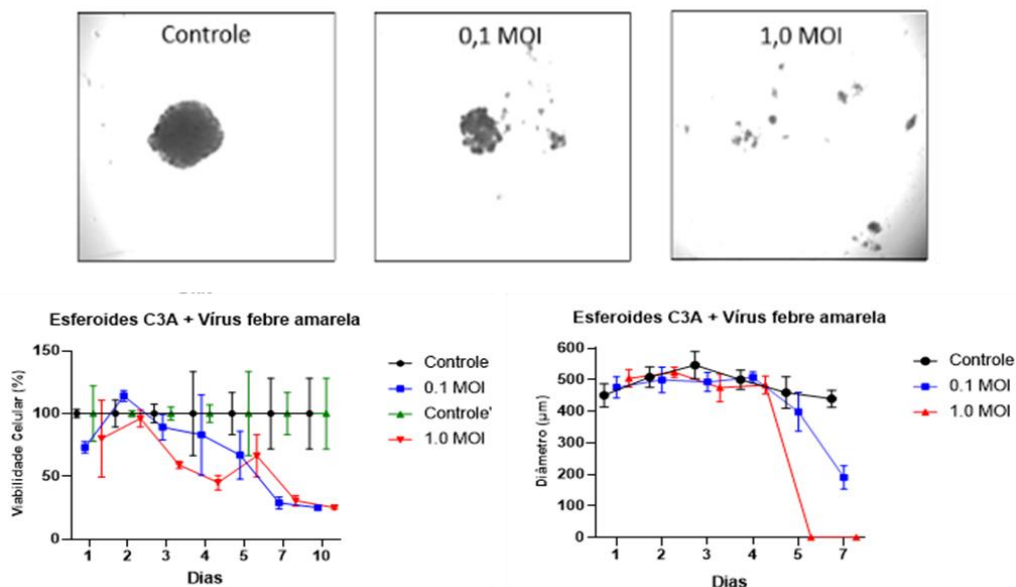 Controle
0,1 MOI
1,0 MOI
Esferoides C3A + Vírus febre amarela
Viabilidade Celular (%)
150
100
50
0
1 2 3 4 5 7 10
Dias
Controle
0.1 MOI
Controle'
1.0 MOI
Esferoides C3A + Vírus febre amarela
Diâmetro (µm)
600
500
400
300
200
100
0
1 2 3 4 5 7
Dias
Controle
0.1 MOI
1.0 MOI